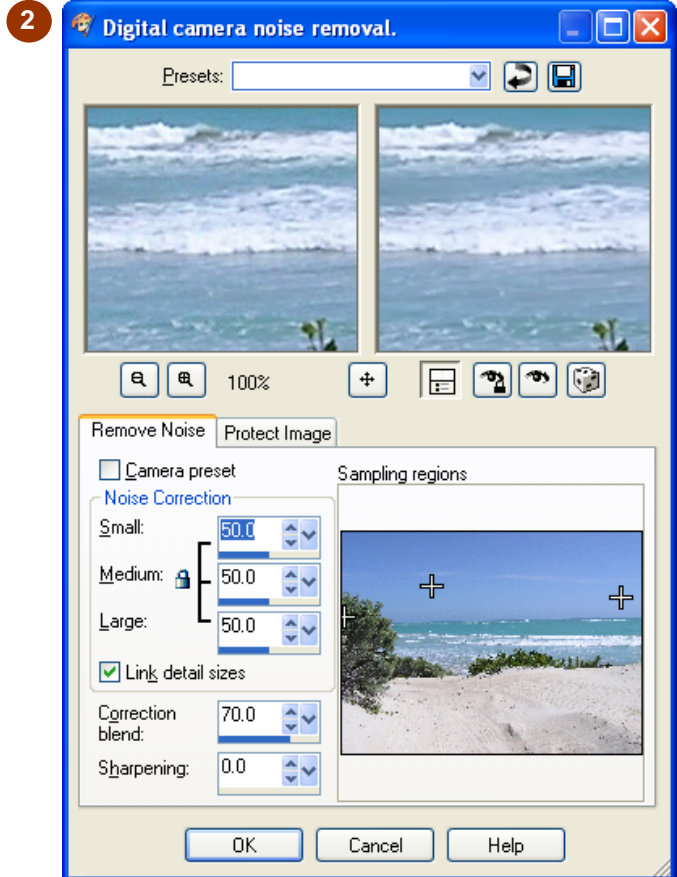 2
Digital camera noise removal.
Presets:
100%
Remove Noise
Protect Image
Camera preset
Sampling regions
Noise Correction
Small: 50.0
Medium: 50.0
Large: 50.0
Link detail sizes
Correction blend: 70.0
Sharpening: 0.0
OK
Cancel
Help